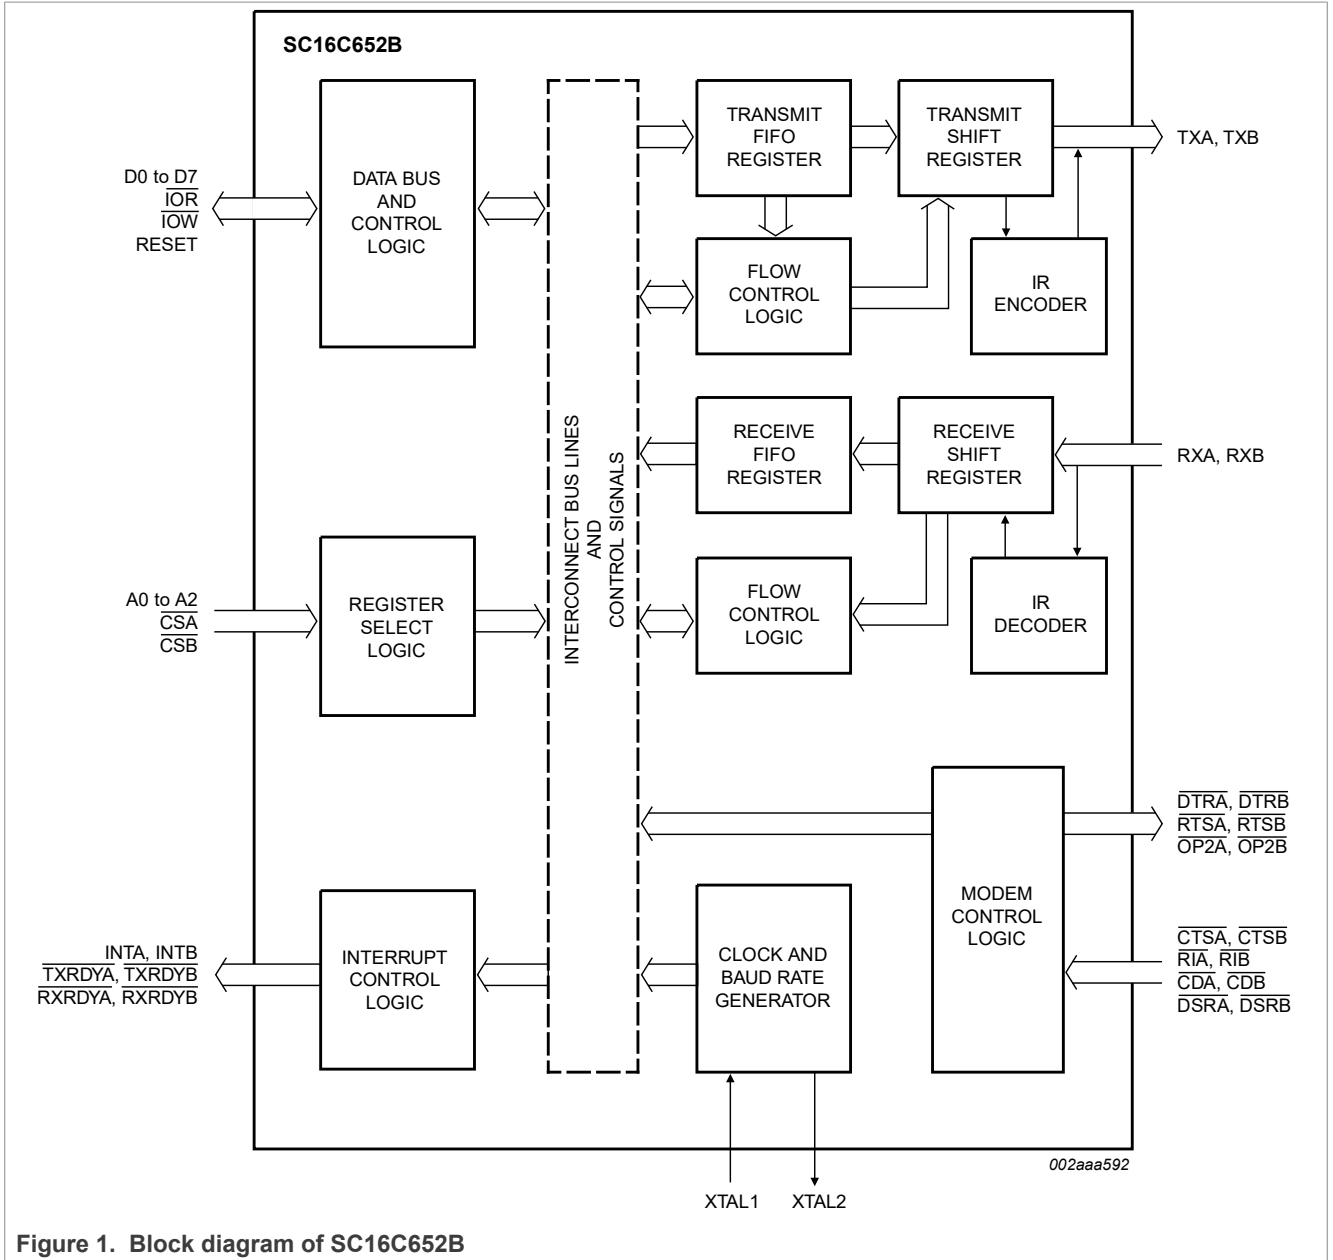 SC16C652B
D0 to D7
IOR
IOW
RESET
DATA BUS
AND
CONTROL
LOGIC
TRANSMIT
FIFO
REGISTER
TRANSMIT
SHIFT
REGISTER
TXA, TXB
FLOW
CONTROL
LOGIC
IR
ENCODER
INTERCONNECT BUS LINES
AND
CONTROL SIGNALS
RECEIVE
FIFO
REGISTER
RECEIVE
SHIFT
REGISTER
RXA, RXB
A0 to A2
CSA
CSB
REGISTER
SELECT
LOGIC
FLOW
CONTROL
LOGIC
IR
DECODER
DTRA, DTRB
RTSA, RTSB
OP2A, OP2B
MODEM
CONTROL
LOGIC
CTSA, CTSB
RIA, RIB
CDA, CDB
DSRA, DSRB
INTA, INTB
TXRDYA, TXRDYB
RXRDYA, RXRDYB
INTERRUPT
CONTROL
LOGIC
CLOCK AND
BAUD RATE
GENERATOR
002aaa592
XTAL1 XTAL2
Figure 1. Block diagram of SC16C652B